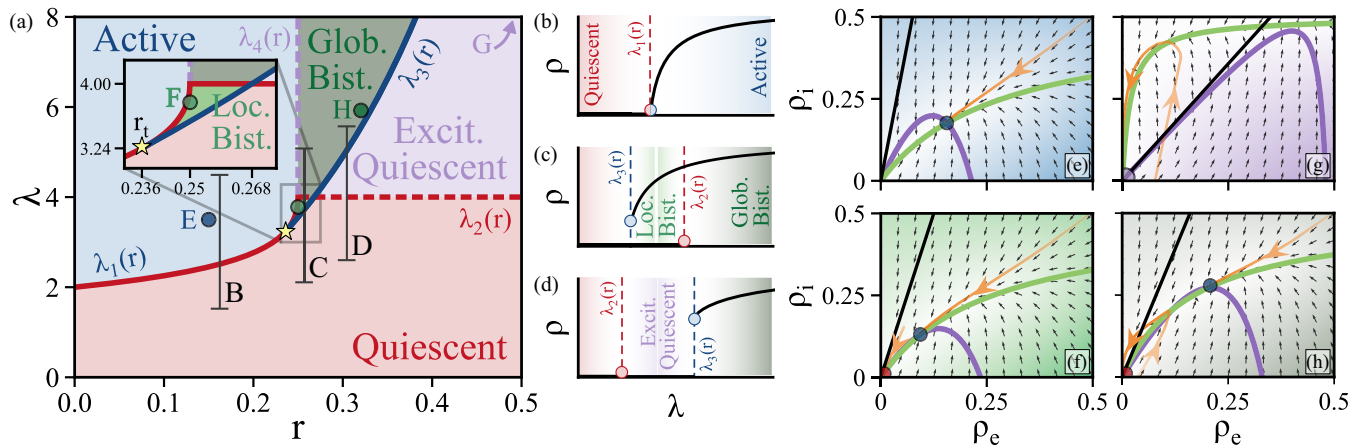 (a)
8
6
4
2
0
λ
0.0
0.1
0.2
0.3
0.4
0.5
r
Active
λ4(r)
Glob.
Bist.
λ3(r)
G
4.00
3.24
0.236
0.25
0.268
F
rt
Loc.
Bist.
H
Excit.
Quiescent
E
λ2(r)
D
C
B
λ1(r)
Quiescent
(b)
ρ
Quiescent
λ1(r)
Active
(c)
ρ
λ3(r)
Loc.
Bist.
λ2(r)
Glob.
Bist.
(d)
ρ
λ2(r)
Excit.
Quiescent
λ3(r)
λ
ρi
0.5
0.25
0
(e)
(g)
ρi
0.5
0.25
0
(f)
(h)
0
0.25
0.5
ρe
0
0.25
0.5
ρe